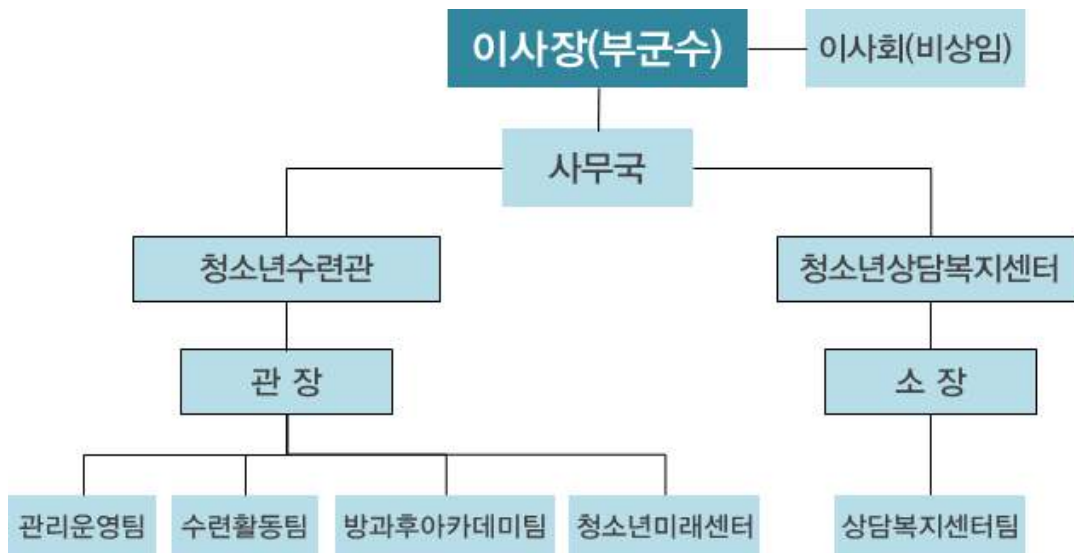 이사장(부군수)
이사회(비상임)
사무국
청소년수련관
청소년상담복지센터
관 장
소 장
관리운영팀
수련활동팀
방과후아카데미팀
청소년미래센터
상담복지센터팀